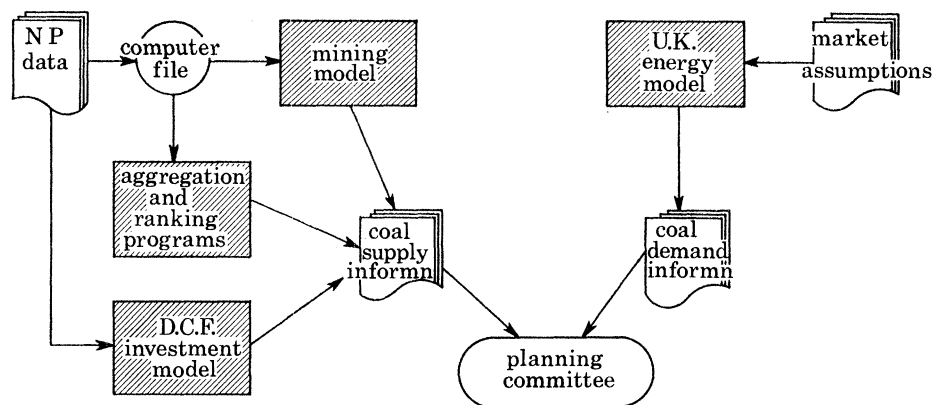 N P
data
computer
file
mining
model
U.K.
energy
model
market
assumptions
aggregation
and
ranking
programs
coal
supply
informn
coal
demand
informn
D.C.F.
investment
model
planning
committee